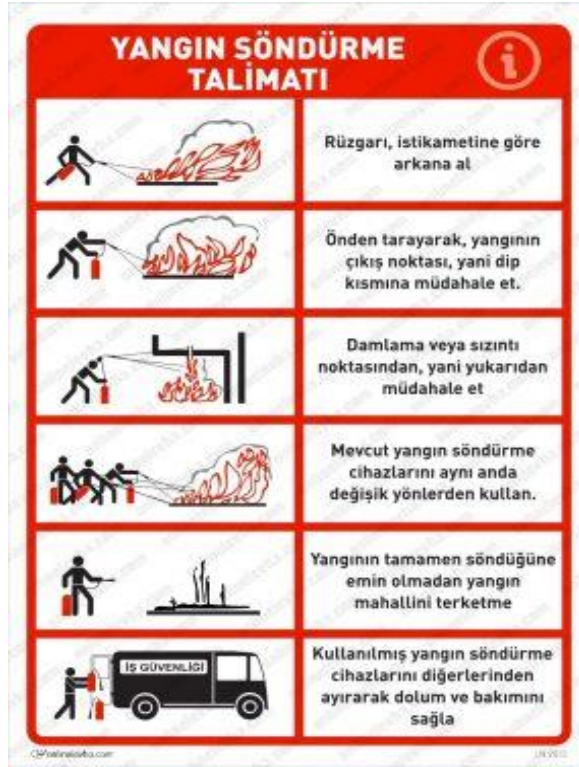 YANGIN SÖNDÜRME
TALİMATI
Rüzgarı, istikametine göre
arkana al
Önden tarayarak, yangının
çıkış noktası, yani dip
kısmına müdahale et.
Damlama veya sızıntı
noktasından, yani yukarıdan
müdahale et
Mevcut yangın söndürme
cihazlarını aynı anda
değişik yönlerden kullan.
Yangının tamamen söndüğüne
emin olmadan yangın
mahallini terketme
İŞ GÜVENLİĞİ
Kullanılmış yangın söndürme
cihazlarını diğerlerinden
ayırarak dolum ve bakımını
sağla